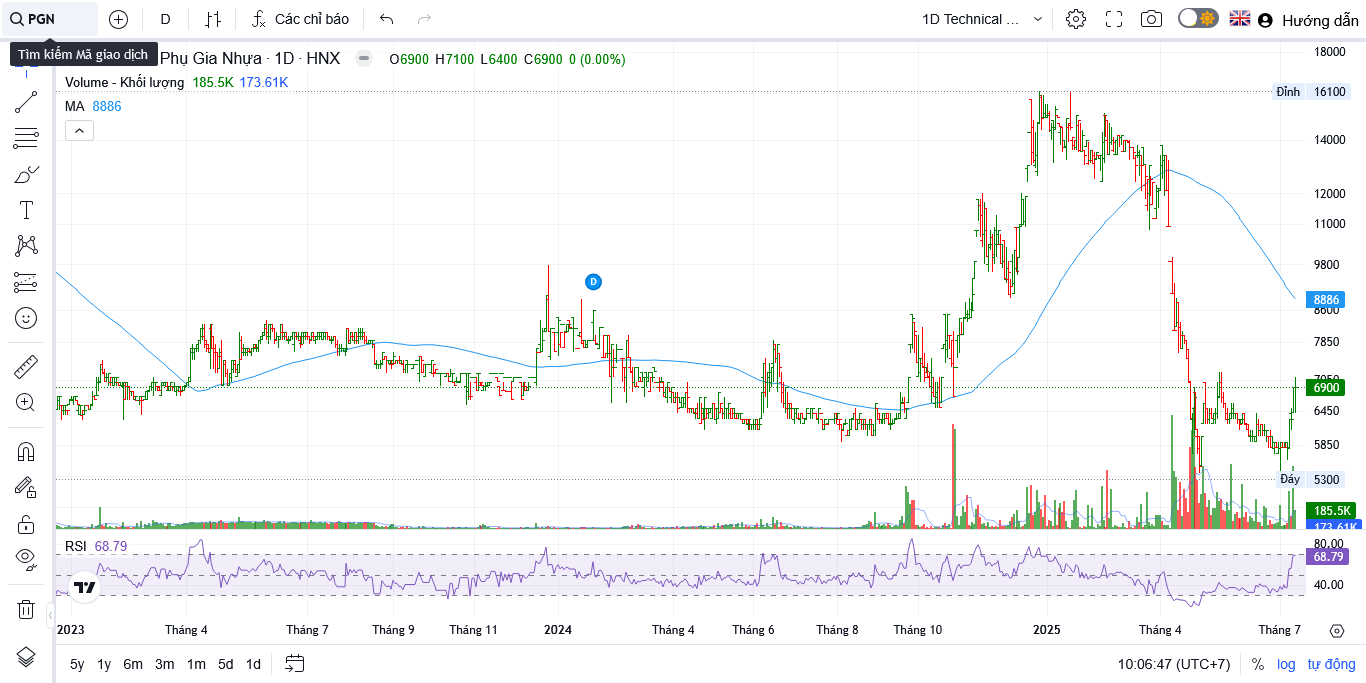 PGN D Các chỉ báo 1D Technical ... Hướng dẫn
Tìm kiếm Mã giao dịch
Phụ Gia Nhựa · 1D · HNX O6900 H7100 L6400 C6900 0 (0.00%)
Volume - Khối lượng 185.5K 173.61K
MA 8886
18000
Đỉnh 16100
14000
12000
11000
9800
D
8886
8600
7850
6900
6450
5850
Đáy 5300
185.5K
173.61K
RSI 68.79
80.00
68.79
40.00
2023 Tháng 4 Tháng 7 Tháng 9 Tháng 11 2024 Tháng 4 Tháng 6 Tháng 8 Tháng 10 2025 Tháng 4 Tháng 7
5y 1y 6m 3m 1m 5d 1d 10:06:47 (UTC+7) % log tự động